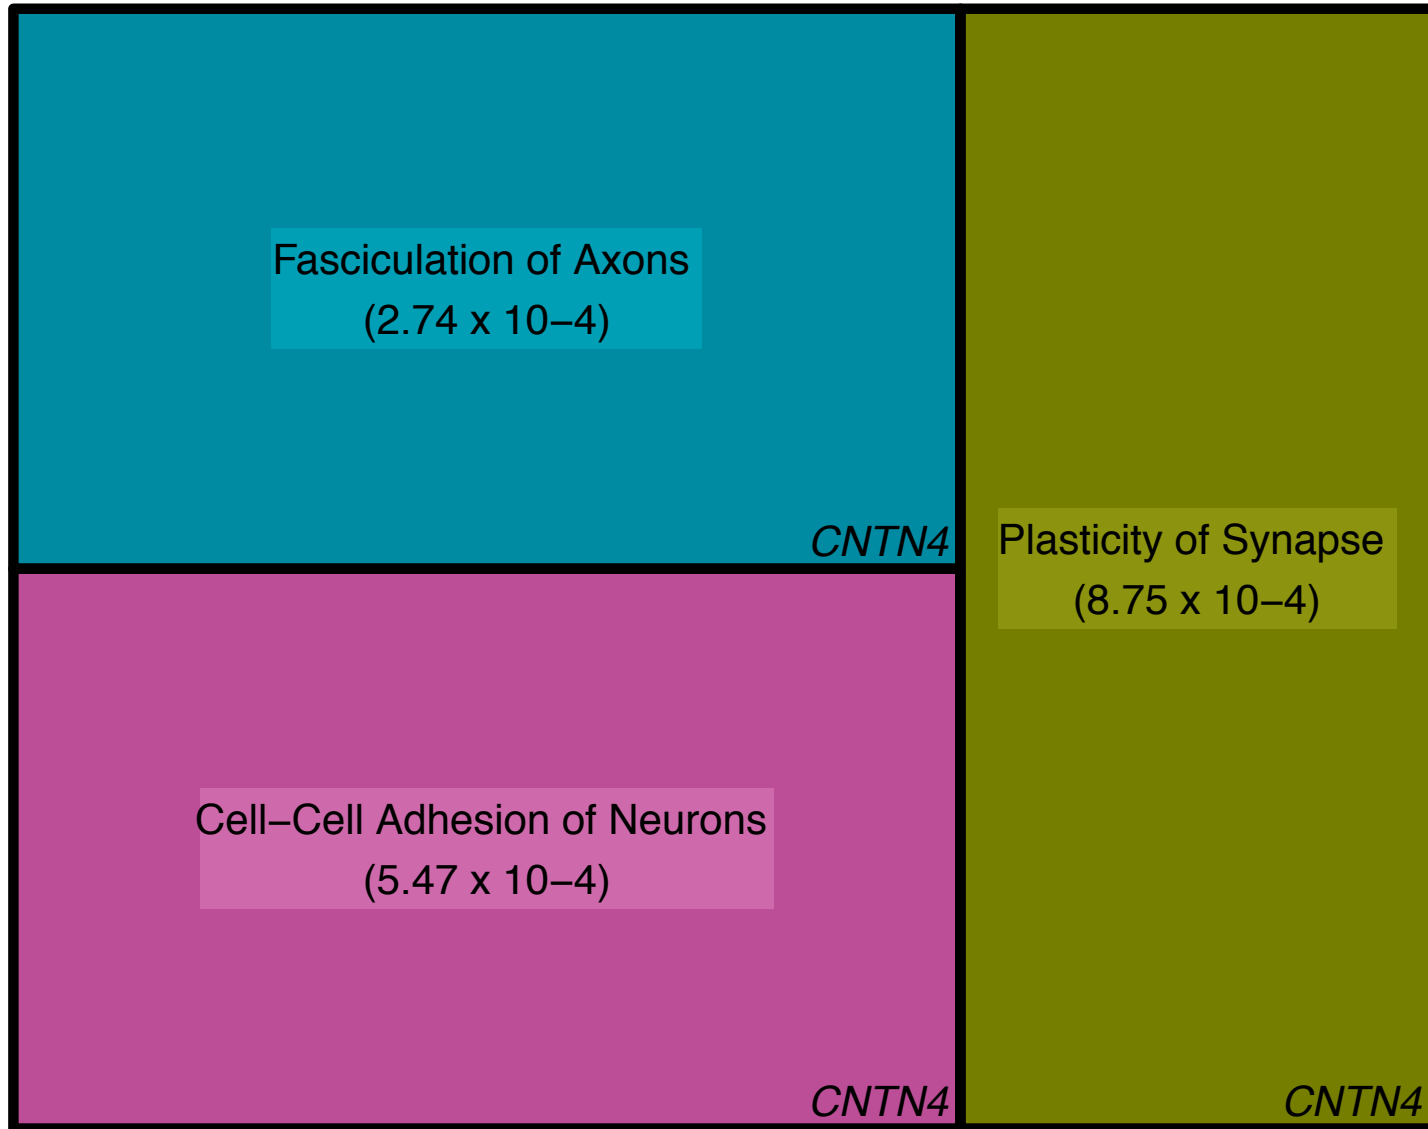 Fasciculation of Axons
(2.74 x 10−4)
CNTN4
Cell−Cell Adhesion of Neurons
(5.47 x 10−4)
CNTN4
Plasticity of Synapse
(8.75 x 10−4)
CNTN4